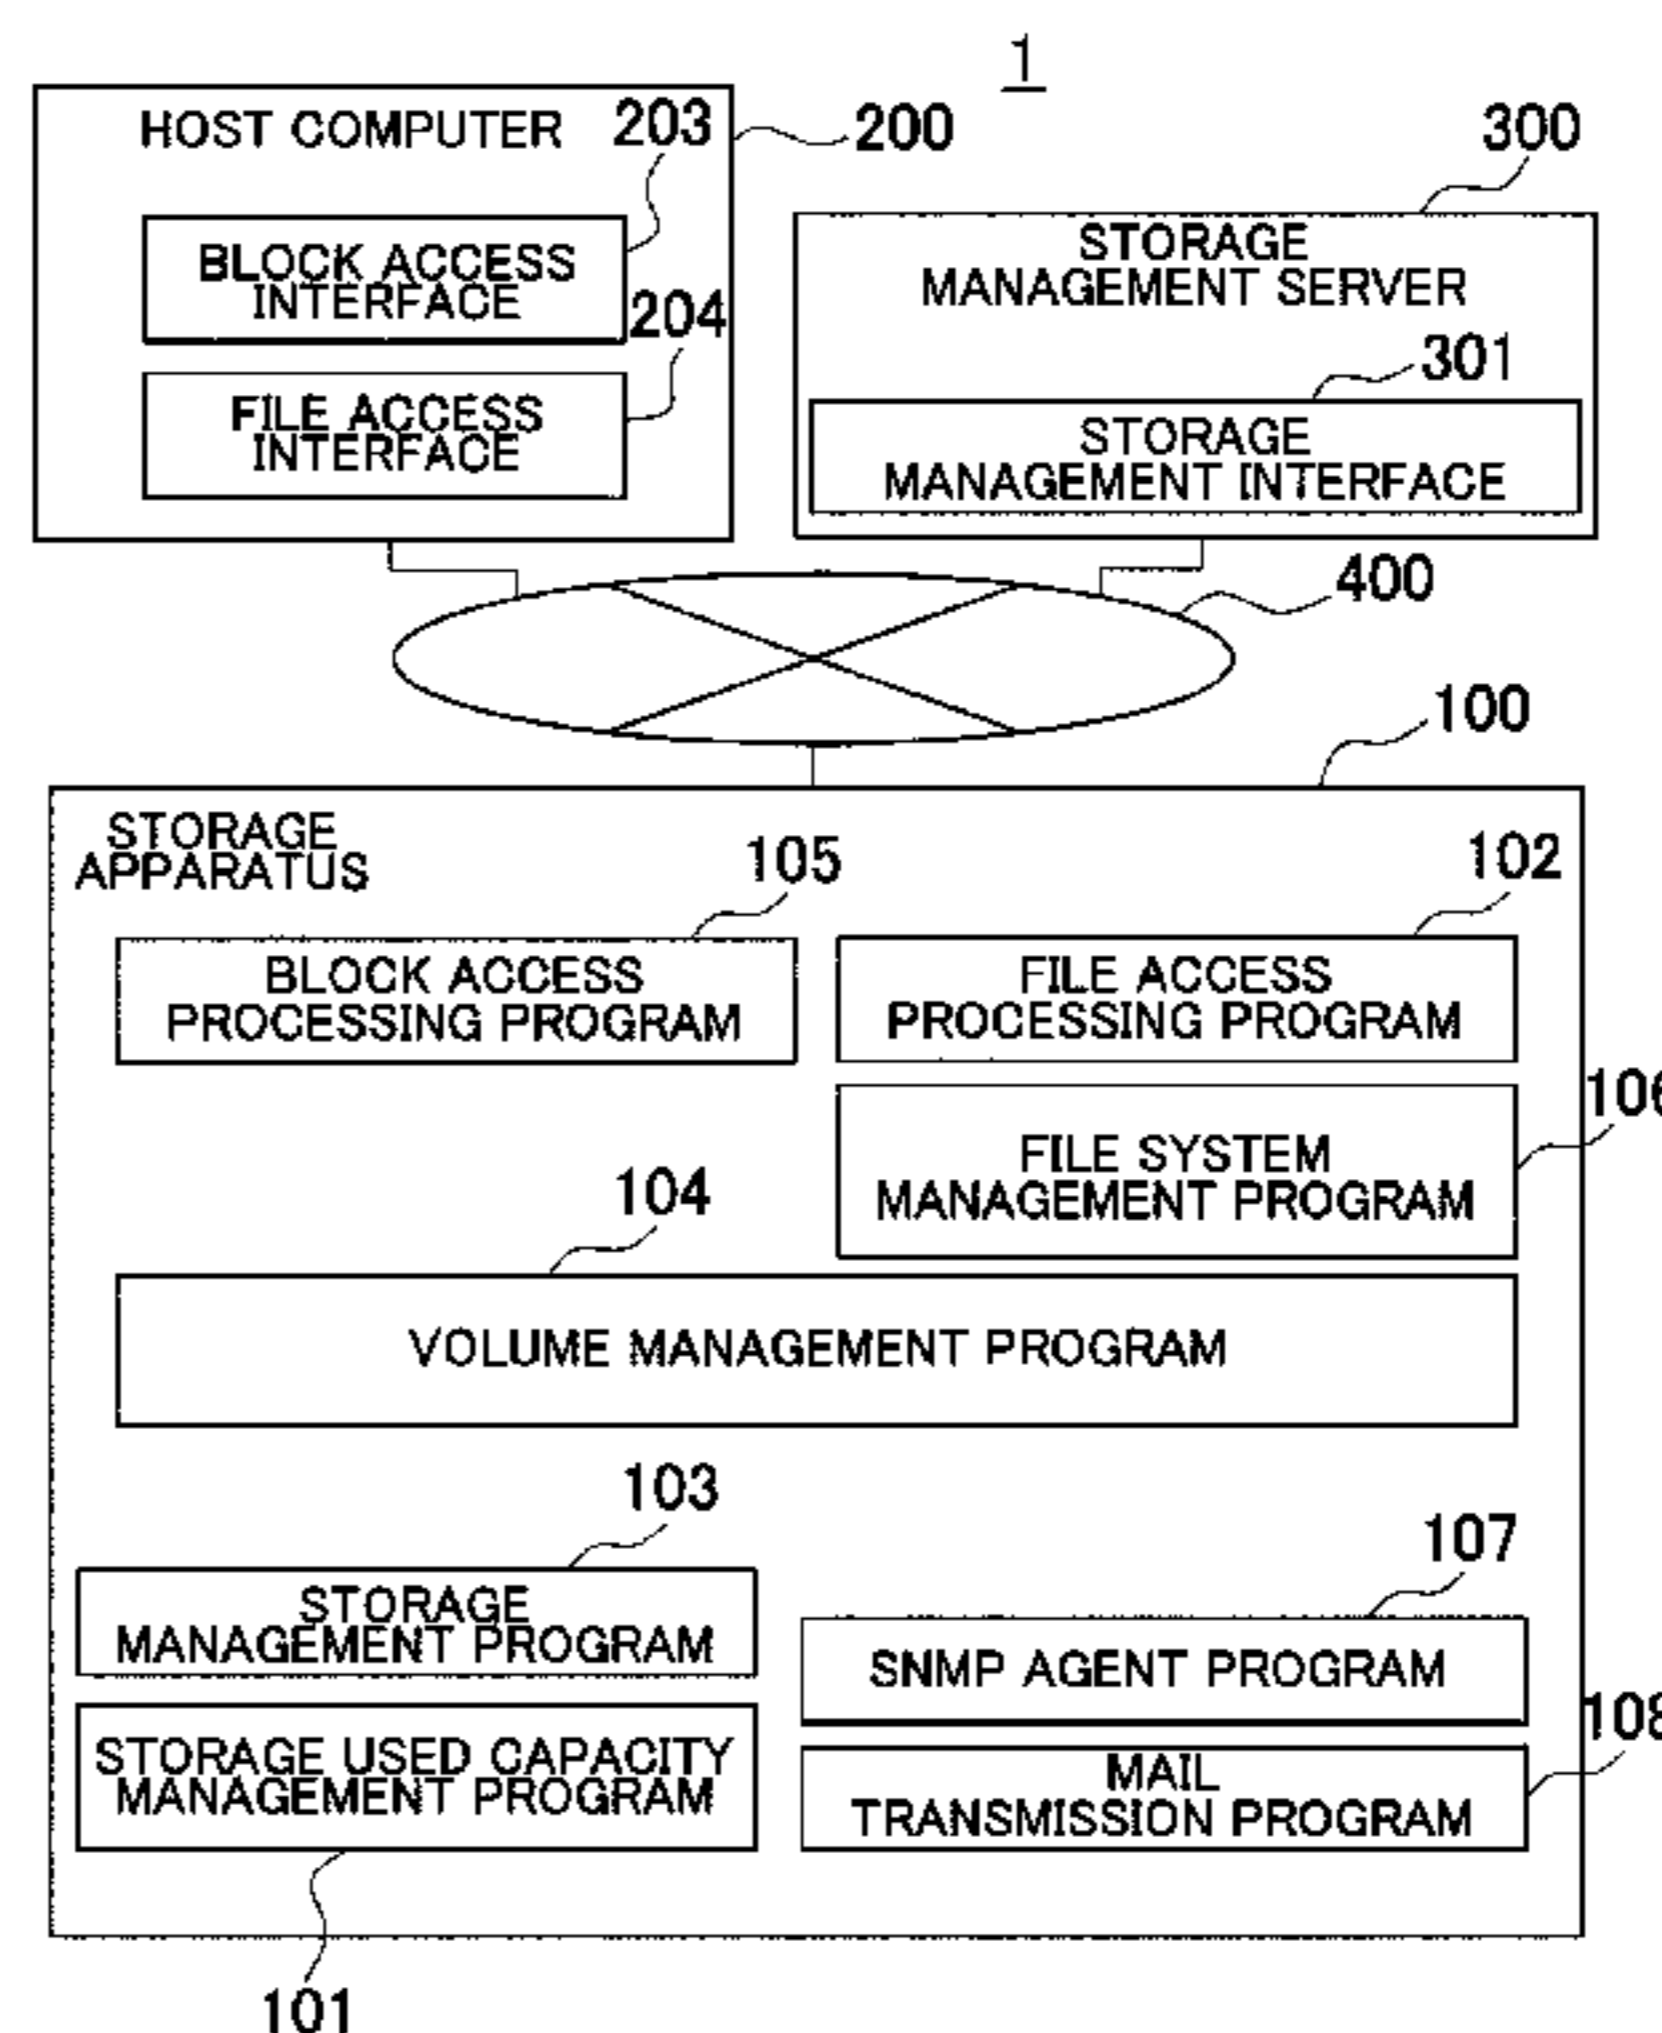 1
HOST COMPUTER
203
200
300
BLOCK ACCESS
INTERFACE
204
FILE ACCESS
INTERFACE
STORAGE
MANAGEMENT SERVER
301
STORAGE
MANAGEMENT INTERFACE
400
100
STORAGE
APPARATUS
105
102
BLOCK ACCESS
PROCESSING PROGRAM
FILE ACCESS
PROCESSING PROGRAM
106
FILE SYSTEM
MANAGEMENT PROGRAM
104
VOLUME MANAGEMENT PROGRAM
103
107
STORAGE
MANAGEMENT PROGRAM
SNMP AGENT PROGRAM
108
STORAGE USED CAPACITY
MANAGEMENT PROGRAM
MAIL
TRANSMISSION PROGRAM
101